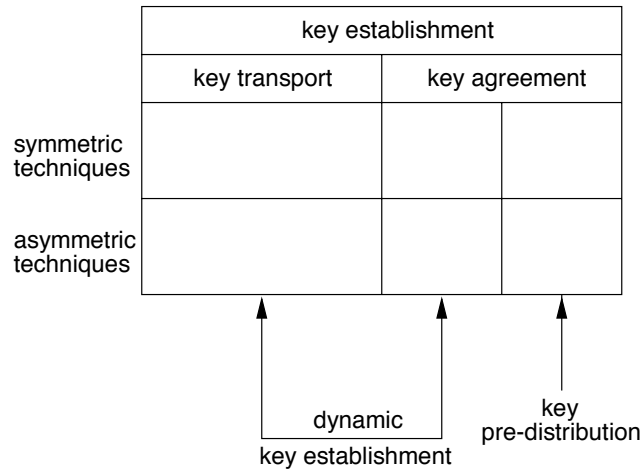 key establishment
key transport
key agreement
symmetric
techniques
asymmetric
techniques
dynamic
key establishment
key
pre-distribution